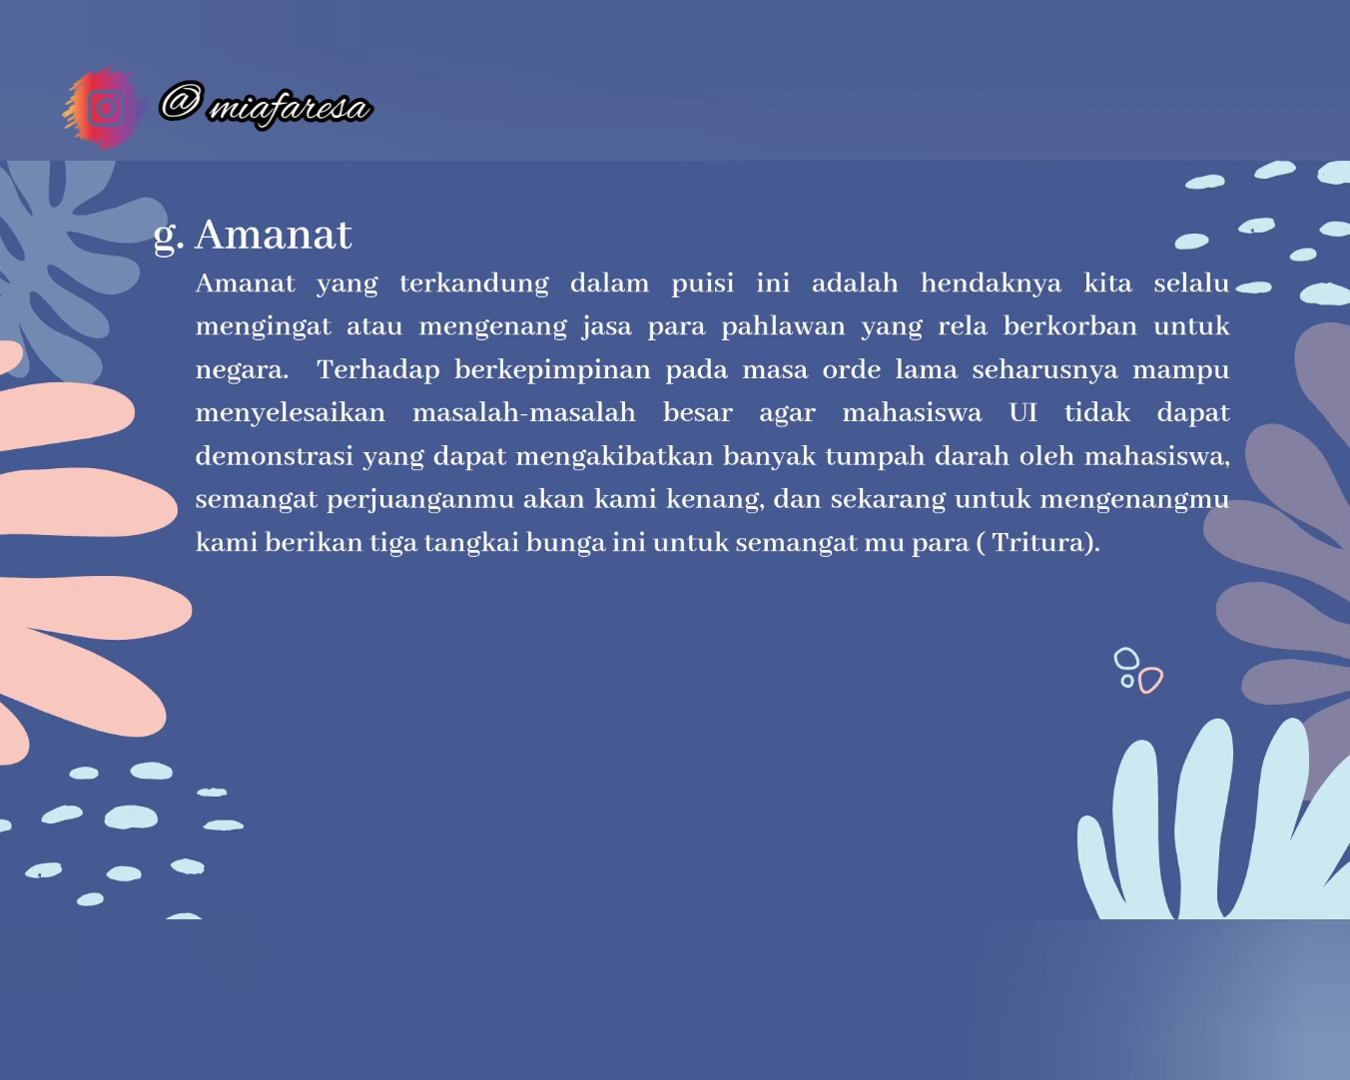 @miafaresa
g. Amanat
Amanat yang terkandung dalam puisi ini adalah hendaknya kita selalu
mengingat atau mengenang jasa para pahlawan yang rela berkorban untuk
negara. Terhadap berkepimpinan pada masa orde lama seharusnya mampu
menyelesaikan masalah-masalah besar agar mahasiswa UI tidak dapat
demonstrasi yang dapat mengakibatkan banyak tumpah darah oleh mahasiswa,
semangat perjuanganmu akan kami kenang, dan sekarang untuk mengenangmu
kami berikan tiga tangkai bunga ini untuk semangat mu para ( Tritura).